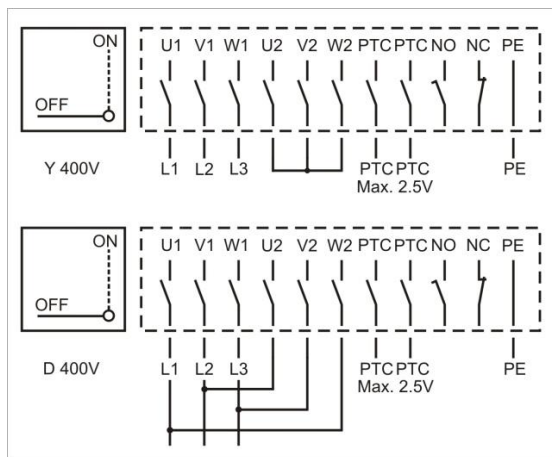 ON
U1 V1 W1 U2 V2 W2 PTC PTC NO NC PE
OFF
Y 400V
L1 L2 L3 PTC PTC PE
Max. 2.5V
ON
U1 V1 W1 U2 V2 W2 PTC PTC NO NC PE
OFF
D 400V
L1 L2 L3 PTC PTC PE
Max. 2.5V